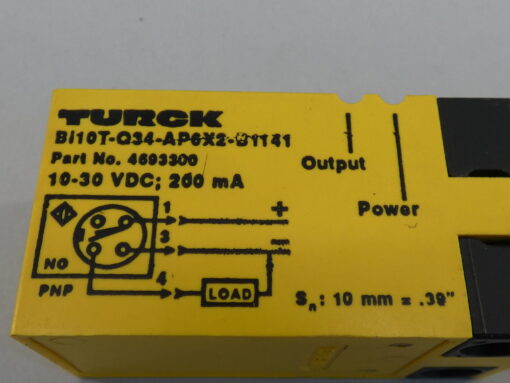 TURCK
Bi10T-Q34-AP6X2-B1141
Part No. 4693300
10-30 VDC; 200 mA
Output
Power
1
+
3
-
NO
PNP
4
LOAD
Sn: 10 mm = .39"